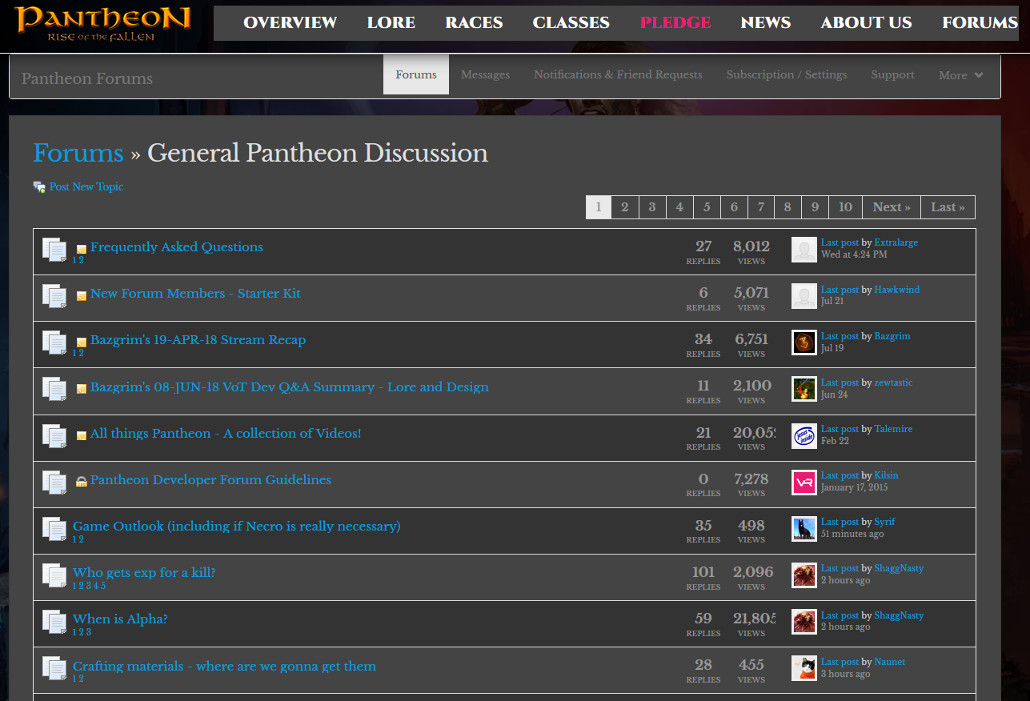 PANTHEON
RISE OF THE FALLEN
OVERVIEW LORE RACES CLASSES PLEDGE NEWS ABOUT US FORUMS
Pantheon Forums
Forums Messages Notifications & Friend Requests Subscription / Settings Support More
Forums » General Pantheon Discussion
Post New Topic
1 2 3 4 5 6 7 8 9 10 Next » Last »
Frequently Asked Questions
1 2
27 REPLIES
8,012 VIEWS
Last post by Extralarge
Wed at 4:24 PM
New Forum Members - Starter Kit
6 REPLIES
5,071 VIEWS
Last post by Hawkwind
Jul 21
Bazgrim's 19-APR-18 Stream Recap
1 2
34 REPLIES
6,751 VIEWS
Last post by Bazgrim
Jul 19
Bazgrim's 08-JUN-18 VoT Dev Q&A Summary - Lore and Design
11 REPLIES
2,100 VIEWS
Last post by zewtastic
Jun 24
All things Pantheon - A collection of Videos!
21 REPLIES
20,05 VIEWS
Last post by Talemire
Feb 22
Pantheon Developer Forum Guidelines
0 REPLIES
7,278 VIEWS
VR
Last post by Kilsin
January 17, 2015
Game Outlook (including if Necro is really necessary)
1 2
35 REPLIES
498 VIEWS
Last post by Syrif
51 minutes ago
Who gets exp for a kill?
1 2 3 4 5
101 REPLIES
2,096 VIEWS
Last post by ShaggNasty
2 hours ago
When is Alpha?
1 2 3
59 REPLIES
21,805 VIEWS
Last post by ShaggNasty
2 hours ago
Crafting materials - where are we gonna get them
1 2
28 REPLIES
455 VIEWS
Last post by Naunet
3 hours ago